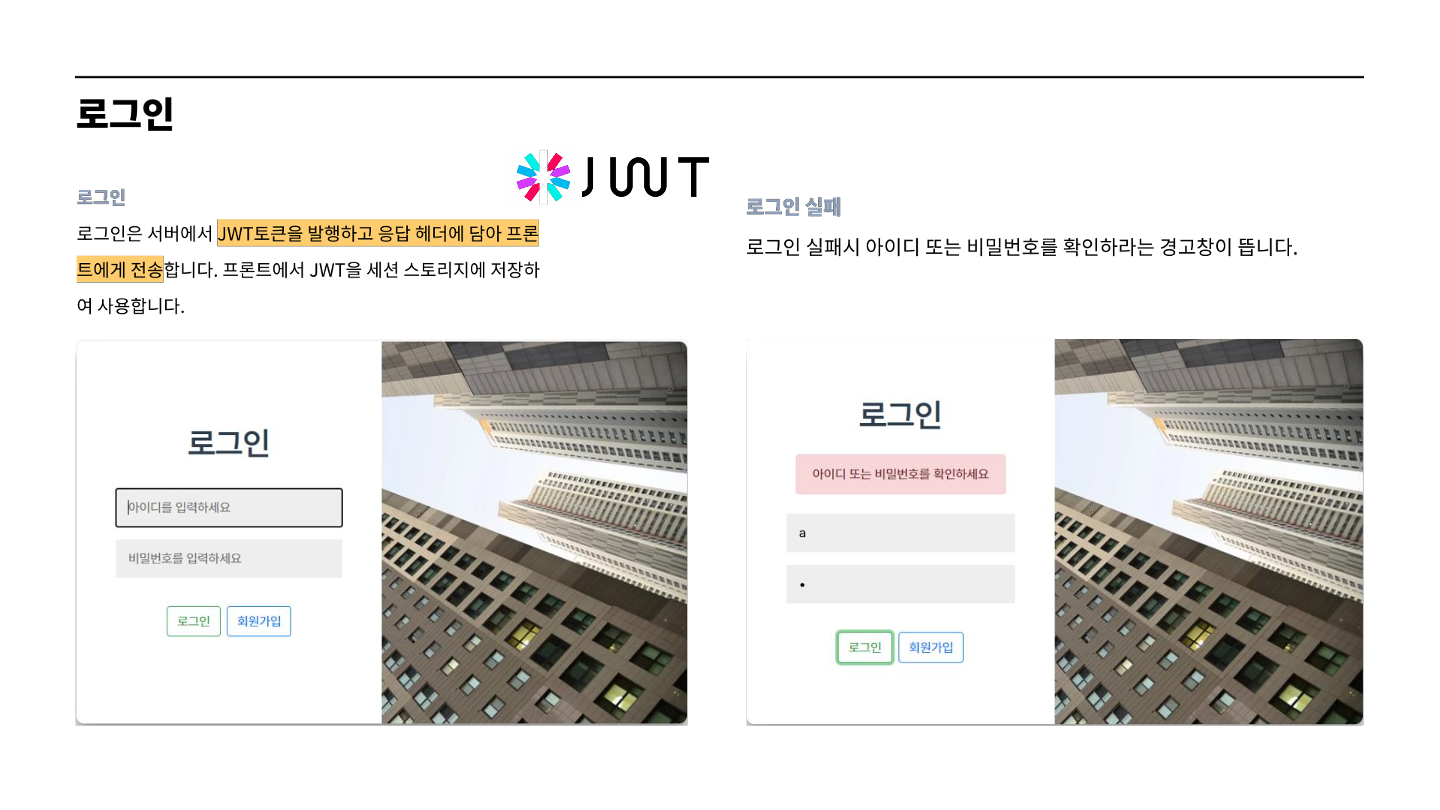 로그인
JWT
로그인
로그인은 서버에서 JWT토큰을 발행하고 응답 헤더에 담아 프론
트에게 전송합니다. 프론트에서 JWT을 세션 스토리지에 저장하
여 사용합니다.
로그인
아이디를 입력하세요
비밀번호를 입력하세요
로그인 회원가입
로그인 실패
로그인 실패시 아이디 또는 비밀번호를 확인하라는 경고창이 뜹니다.
로그인
아이디 또는 비밀번호를 확인하세요
a
•
로그인 회원가입